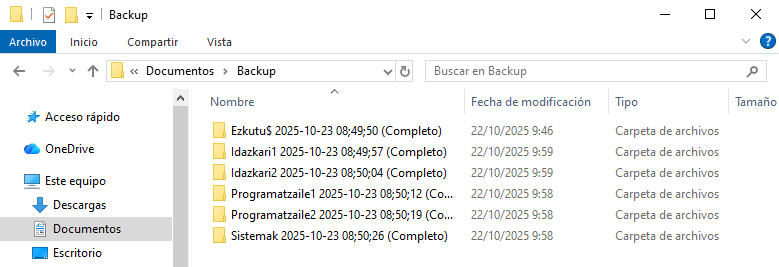 Backup
Archivo Inicio Compartir Vista
Documentos Backup Buscar en Backup
Nombre Fecha de modificación Tipo Tamaño
Acceso rápido
OneDrive
Este equipo
Descargas
Documentos
Escritorio
Ezkutu$ 2025-10-23 08;49;50 (Completo) 22/10/2025 9:46 Carpeta de archivos
Idazkari1 2025-10-23 08;49;57 (Completo) 22/10/2025 9:59 Carpeta de archivos
Idazkari2 2025-10-23 08;50;04 (Completo) 22/10/2025 9:59 Carpeta de archivos
Programatzaile1 2025-10-23 08;50;12 (Co... 22/10/2025 9:58 Carpeta de archivos
Programatzaile2 2025-10-23 08;50;19 (Co... 22/10/2025 9:58 Carpeta de archivos
Sistemak 2025-10-23 08;50;26 (Completo) 22/10/2025 9:58 Carpeta de archivos